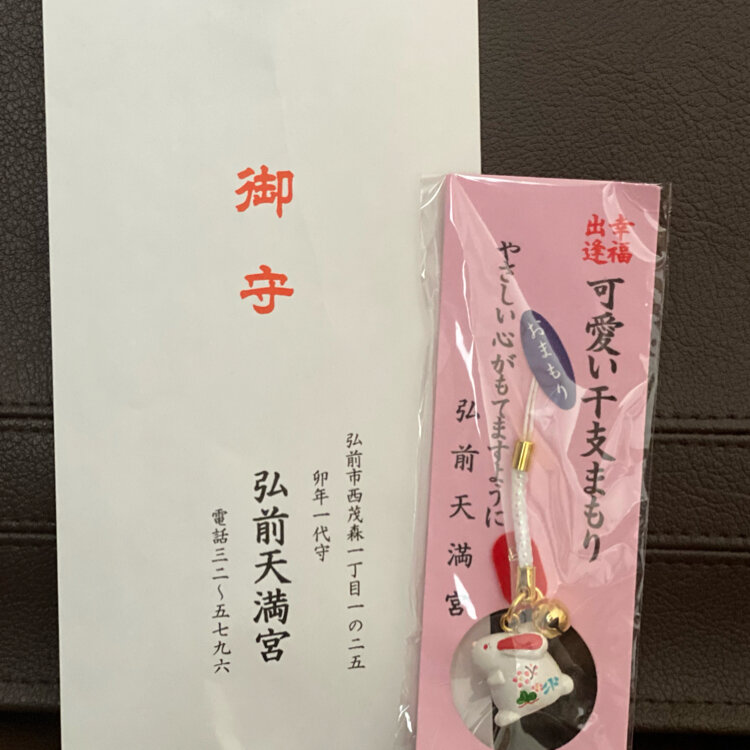 御守
弘前市西茂森一丁目一の二五
卯年一代守
弘前天満宮
電話三二～五七九六
幸福
出逢
可愛い干支まもり
おまもり
やさしい心がもてますように
弘前天満宮